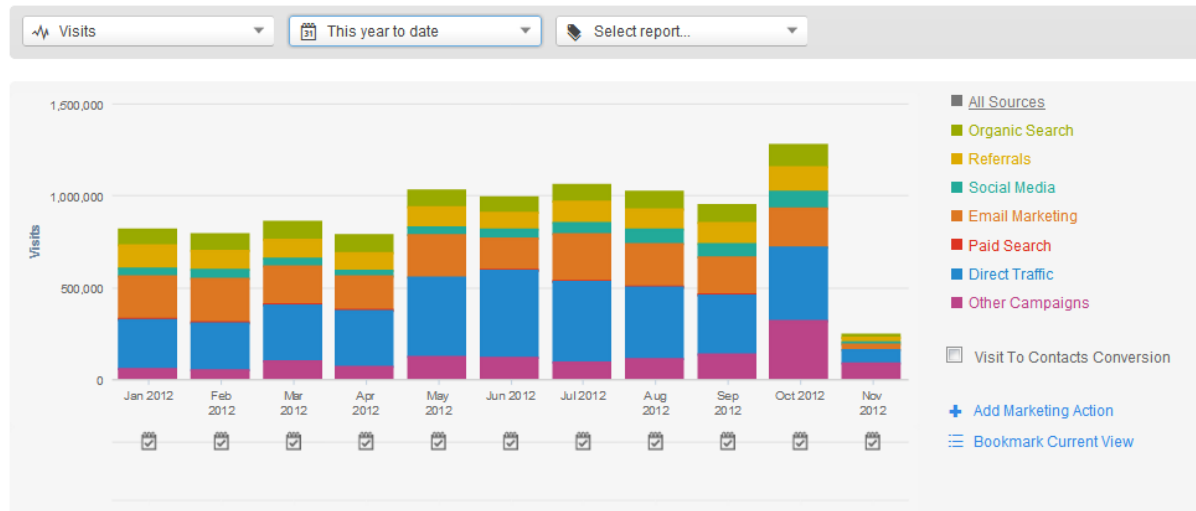 Visits
31
This year to date
Select report...
1,500,000
1,000,000
500,000
0
Visits
Jan 2012
Feb
2012
Mar
2012
Apr
2012
May
2012
Jun 2012
Jul 2012
Aug
2012
Sep
2012
Oct 2012
Nov
2012
All Sources
Organic Search
Referrals
Social Media
Email Marketing
Paid Search
Direct Traffic
Other Campaigns
Visit To Contacts Conversion
Add Marketing Action
Bookmark Current View